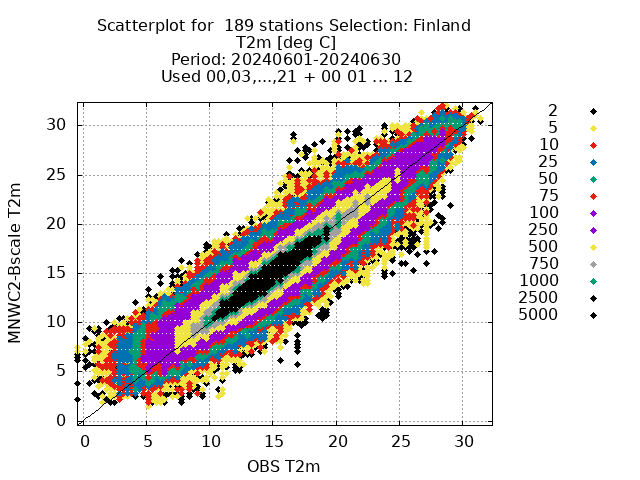 Scatterplot for  189 stations Selection: Finland
T2m [deg C]
Period: 20240601-20240630
Used 00,03,...,21 + 00 01 ... 12
MNWC2-Bscale T2m
30
25
20
15
10
5
0
0 5 10 15 20 25 30
OBS T2m
2
5
10
25
50
75
100
250
500
750
1000
2500
5000